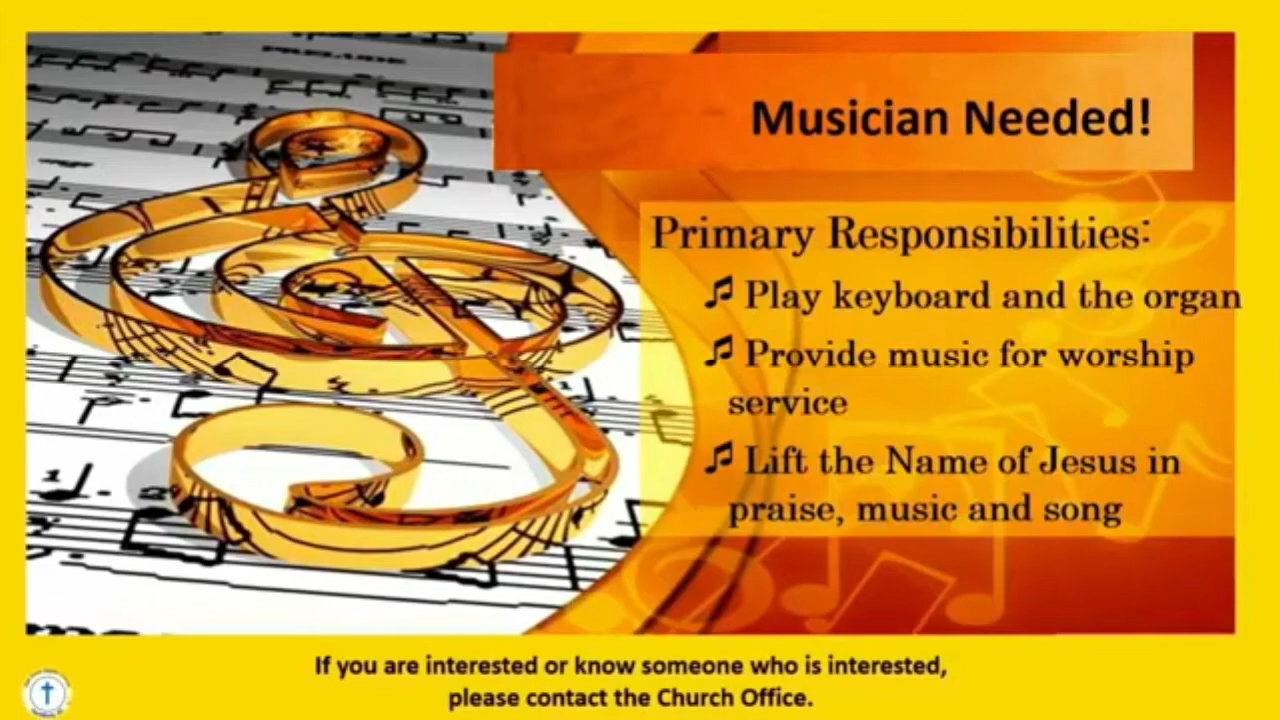 Musician Needed!
Primary Responsibilities:
Play keyboard and the organ
Provide music for worship
service
Lift the Name of Jesus in
praise, music and song
If you are interested or know someone who is interested,
please contact the Church Office.